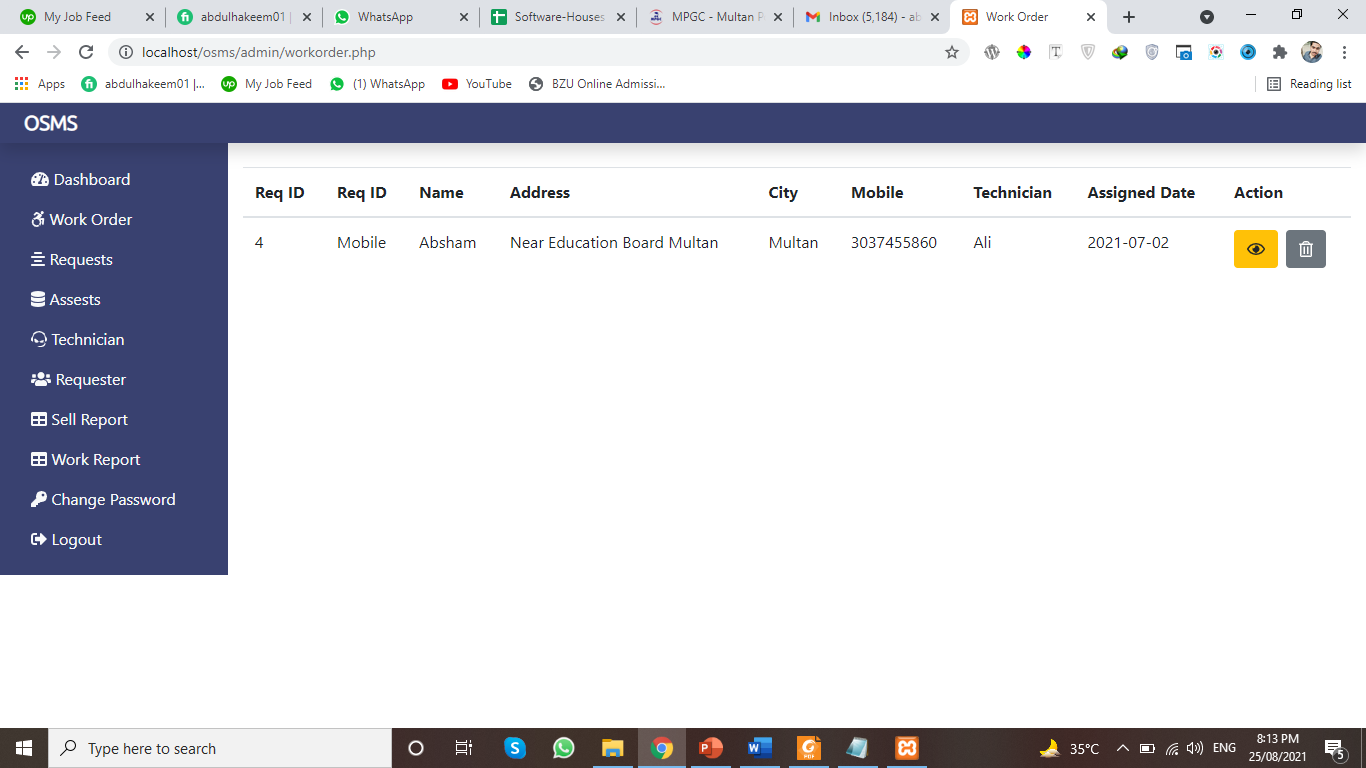 My Job Feed
abdulhakeem01 |
WhatsApp
Software-Houses
MPGC - Multan P
Inbox (5,184) - ab
Work Order
localhost/osms/admin/workorder.php
Apps
abdulhakeem01 |...
My Job Feed
(1) WhatsApp
YouTube
BZU Online Admissi...
Reading list
OSMS
Dashboard
Work Order
Requests
Assests
Technician
Requester
Sell Report
Work Report
Change Password
Logout
Req ID Req ID Name Address City Mobile Technician Assigned Date Action
4 Mobile Absham Near Education Board Multan Multan 3037455860 Ali 2021-07-02
Type here to search
35°C
ENG
8:13 PM
25/08/2021
5